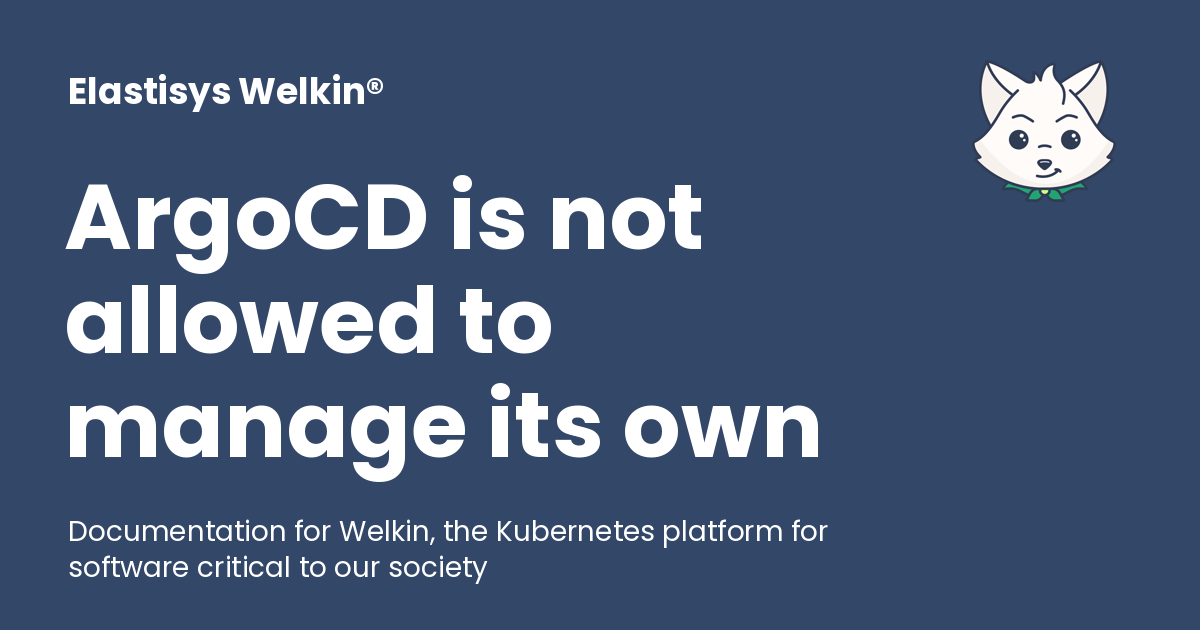 Elastisys Welkin®
ArgoCD is not
allowed to
manage its own
Documentation for Welkin, the Kubernetes platform for
software critical to our society